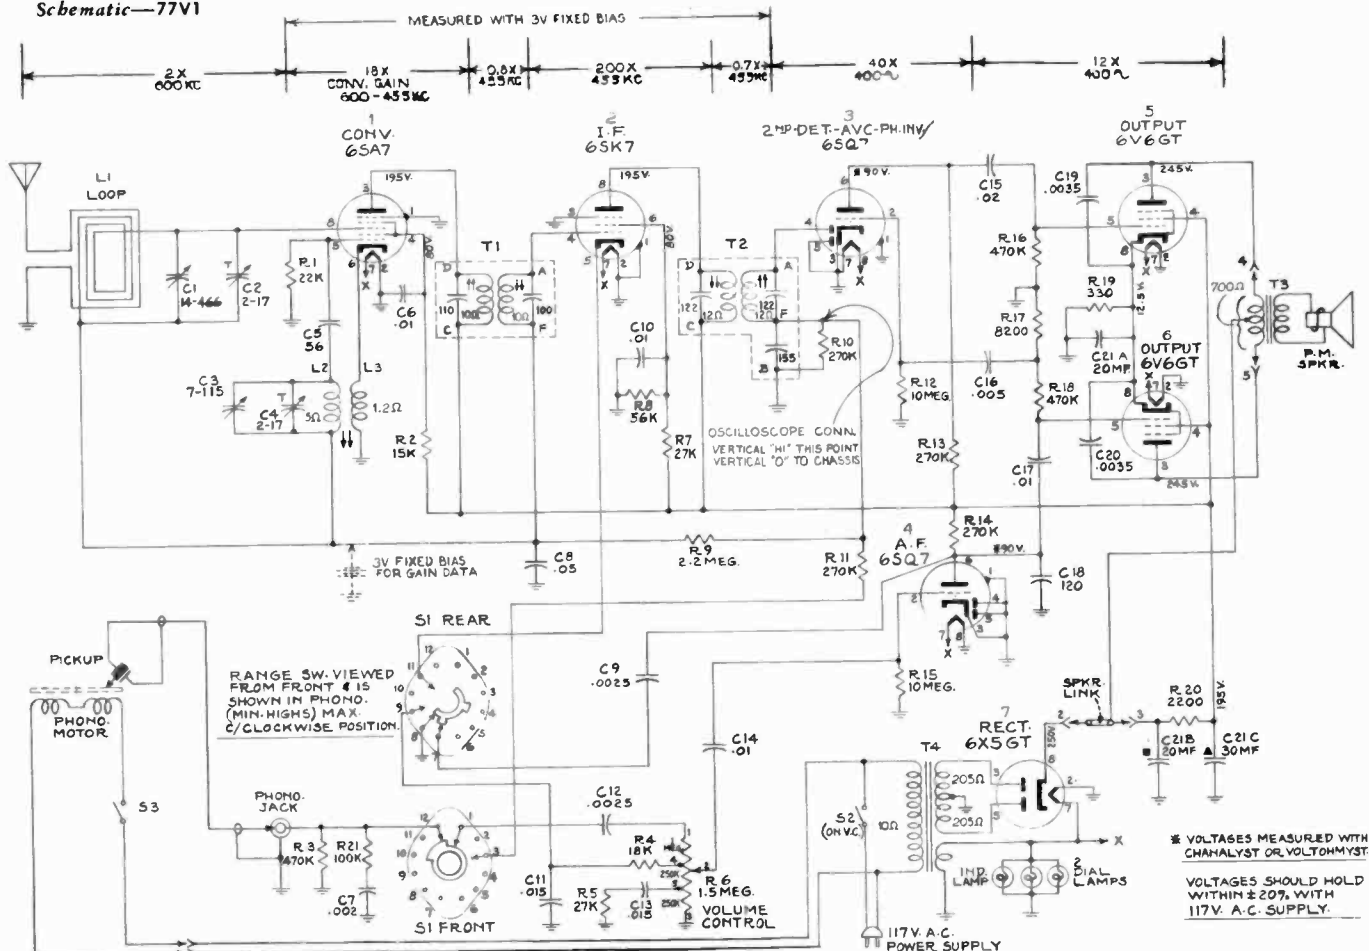 Schematic—77V1
MEASURED WITH 3V FIXED BIAS
2X
600KC
18X
CONV. GAIN
600-455KC
0.8X
455KC
200X
455KC
0.7X
455KC
40X
400~
12X
400~
1
CONV.
6SA7
2
I.F.
6SK7
3
2ND-DET.-AVC-PH.INV.
6SQ7
5
OUTPUT
6V6GT
L1
LOOP
195V.
80V.
195V.
80V.
*90V.
245V.
C15
.02
C19
.0035
T1
T2
R1
22K
C1
14-466
C2
2-17
C6
.01
110
10Ω
10Ω
100
122
12Ω
12Ω
122
155
C5
56
C10
.01
R10
270K
R16
470K
R17
8200
R19
330
12.5V.
C21A
20MF.
6
OUTPUT
6V6GT
700Ω
T3
P.M.
SPKR.
C3
7-115
C4
2-17
L2
5Ω
L3
1.2Ω
R2
15K
R8
56K
R7
27K
R12
10MEG.
C16
.005
R18
470K
OSCILLOSCOPE CONN.
VERTICAL "HI" THIS POINT
VERTICAL "O" TO CHASSIS
R13
270K
C17
.01
C20
.0035
245V.
3V FIXED BIAS
FOR GAIN DATA
C8
.05
R9
2.2MEG.
R11
270K
4
A.F.
6SQ7
R14
270K
*90V.
C18
120
PICKUP
PHONO.
MOTOR
S1 REAR
RANGE SW. VIEWED
FROM FRONT & IS
SHOWN IN PHONO.
(MIN. HIGHS) MAX.
C/CLOCKWISE POSITION.
C9
.0025
R15
10MEG.
C14
.01
SPKR.
LINK
R20
2200
195V.
7
RECT.
6X5GT
250V.
C21B
20MF
C21C
30MF
T4
205Ω
205Ω
10Ω
S2
(ON V.C.)
S3
PHONO.
JACK
R3
470K
R21
100K
C7
.002
S1 FRONT
C12
.0025
C11
.015
R4
18K
R5
27K
C13
.015
250K
250K
R6
1.5MEG.
VOLUME
CONTROL
IND.
LAMP
2
DIAL
LAMPS
X
117V. A.C.
POWER SUPPLY
* VOLTAGES MEASURED WITH
CHANALYST OR VOLTOHMYST.
VOLTAGES SHOULD HOLD
WITHIN ±20% WITH
117V. A.C. SUPPLY.